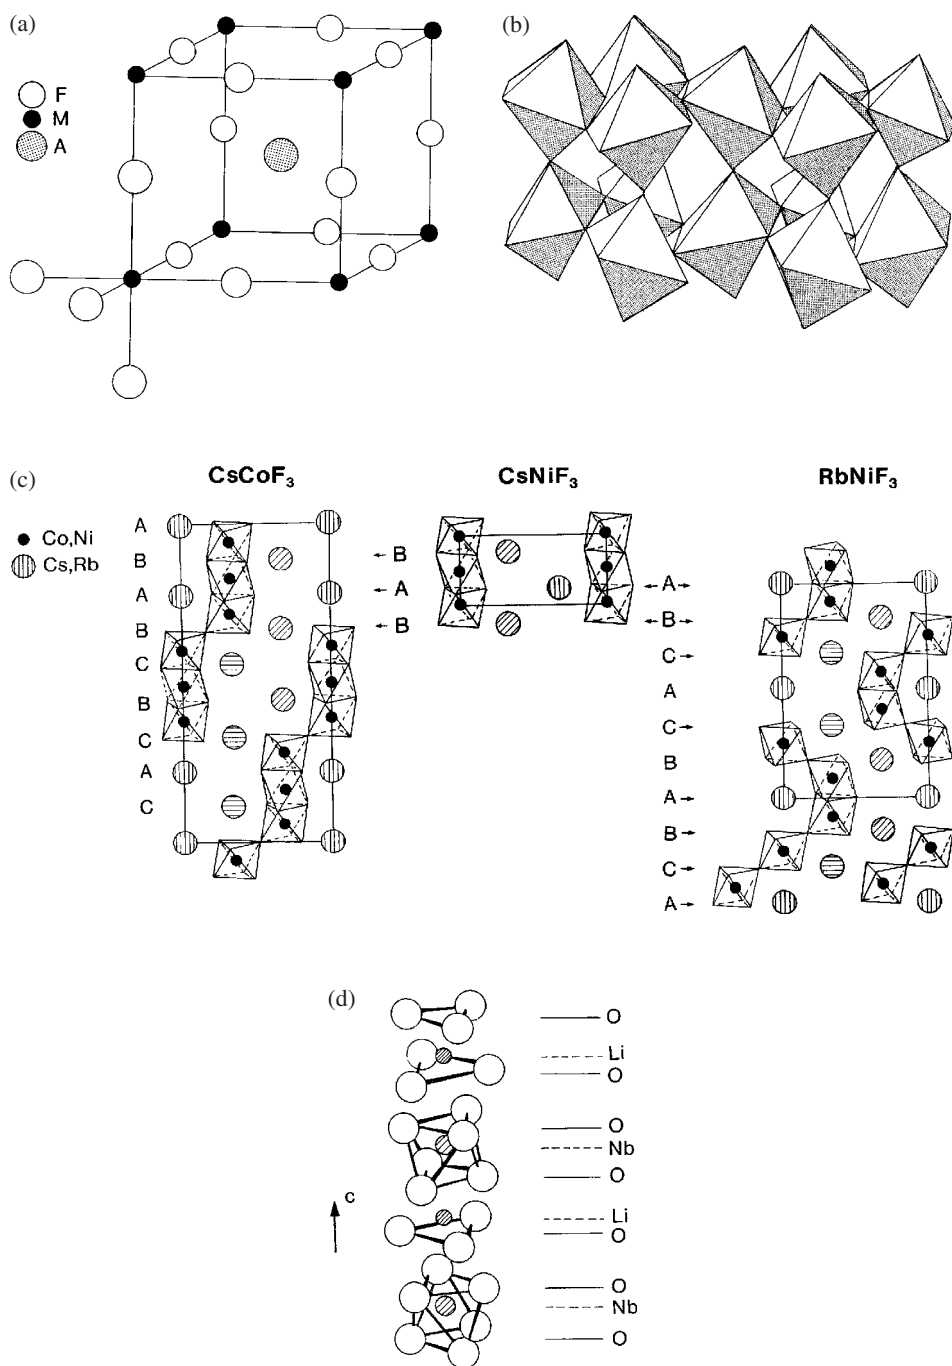 (a)
F
M
A
(b)
(c)
CsCoF₃
CsNiF₃
RbNiF₃
Co,Ni
Cs,Rb
A
B
A
B
C
B
C
A
C
← B
← A
← B
← A →
← B →
C →
A
C →
B
A →
B →
C →
A →
(d)
O
Li
O
O
Nb
O
Li
O
O
Nb
O
c